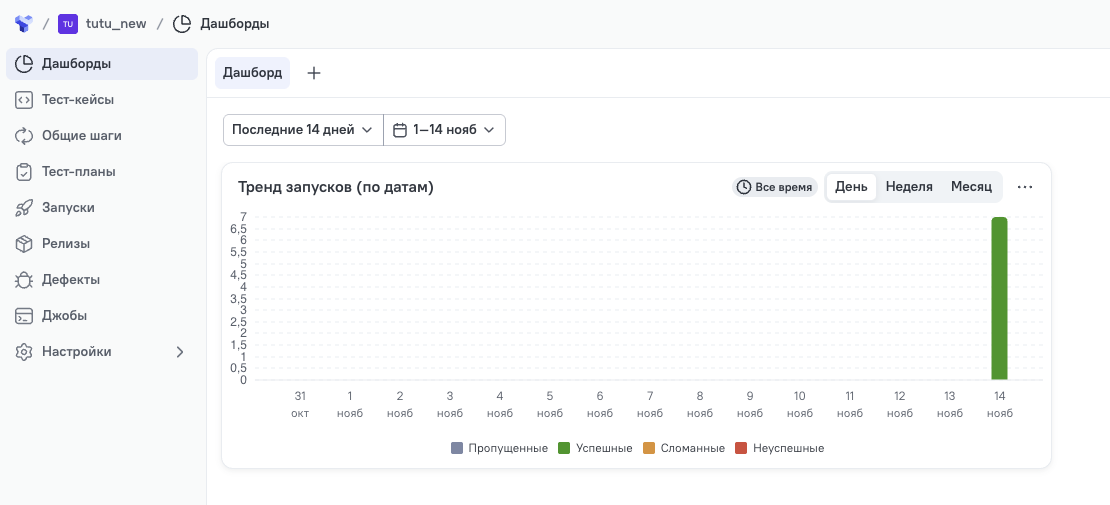 / TU tutu_new / Дашборды
Дашборды
Тест-кейсы
Общие шаги
Тест-планы
Запуски
Релизы
Дефекты
Джобы
Настройки
Дашборд
Последние 14 дней 1—14 нояб
Тренд запусков (по датам) Все время День Неделя Месяц
7
6,5
6
5,5
5
4,5
4
3,5
3
2,5
2
1,5
1
0,5
0
31 1 2 3 4 5 6 7 8 9 10 11 12 13 14
окт нояб нояб нояб нояб нояб нояб нояб нояб нояб нояб нояб нояб нояб нояб
Пропущенные Успешные Сломанные Неуспешные